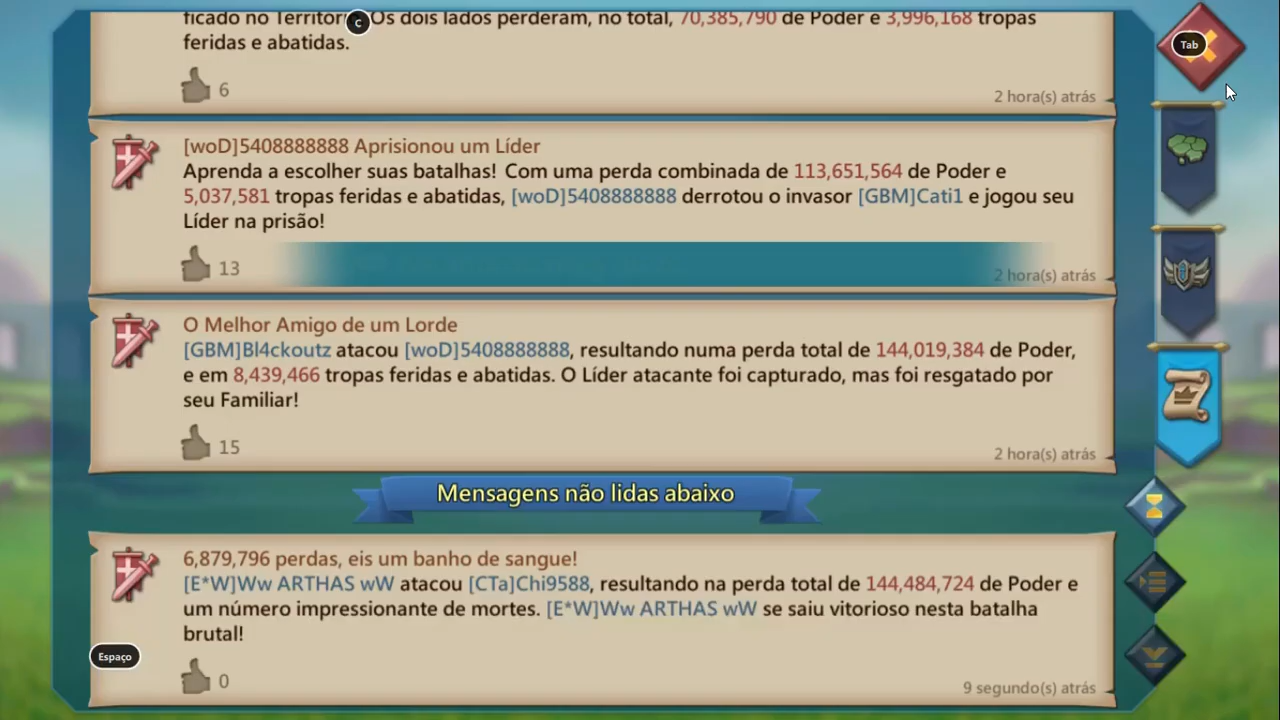 ficado no Territor C Os dois lados perderam, no total, 70,385,790 de Poder e 3,996,168 tropas
feridas e abatidas.
Tab
6
2 hora(s) atrás
[woD]5408888888 Aprisionou um Líder
Aprenda a escolher suas batalhas! Com uma perda combinada de 113,651,564 de Poder e
5,037,581 tropas feridas e abatidas, [woD]5408888888 derrotou o invasor [GBM]Cati1 e jogou seu
Líder na prisão!
13
2 hora(s) atrás
O Melhor Amigo de um Lorde
[GBM]Bl4ckoutz atacou [woD]5408888888, resultando numa perda total de 144,019,384 de Poder,
e em 8,439,466 tropas feridas e abatidas. O Líder atacante foi capturado, mas foi resgatado por
seu Familiar!
15
2 hora(s) atrás
Mensagens não lidas abaixo
6,879,796 perdas, eis um banho de sangue!
[E*W]Ww ARTHAS wW atacou [CTa]Chi9588, resultando na perda total de 144,484,724 de Poder e
um número impressionante de mortes. [E*W]Ww ARTHAS wW se saiu vitorioso nesta batalha
brutal!
Espaço
0
9 segundo(s) atrás